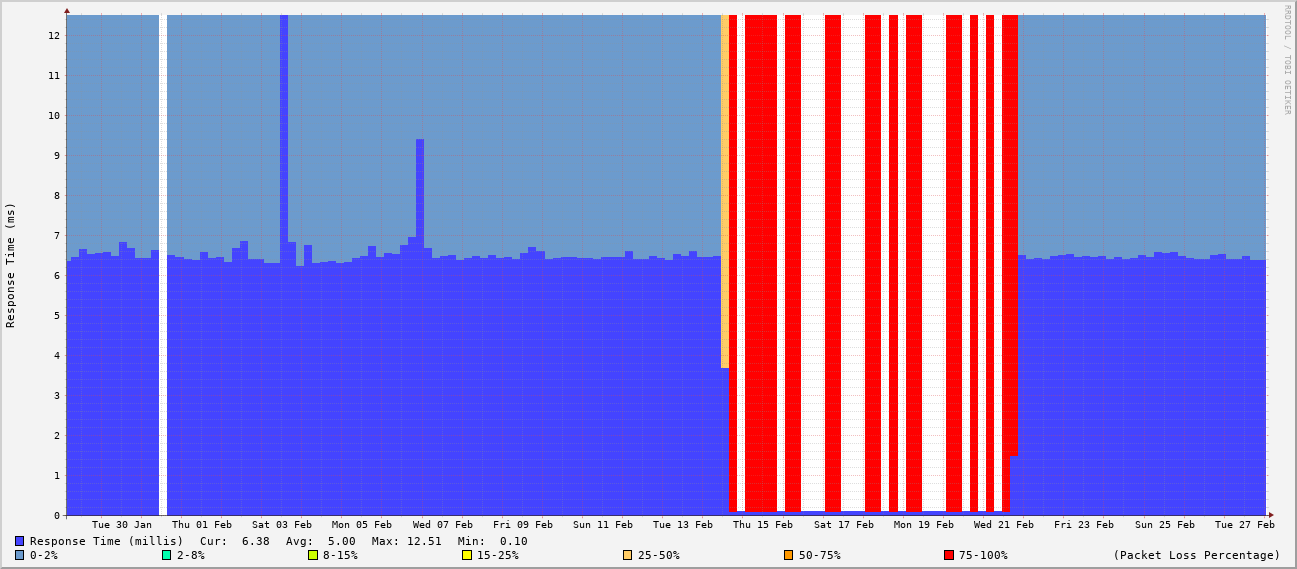 RRDTOOL / TOBI OETIKER
Response Time (ms)
12
11
10
9
8
7
6
5
4
3
2
1
0
Tue 30 Jan Thu 01 Feb Sat 03 Feb Mon 05 Feb Wed 07 Feb Fri 09 Feb Sun 11 Feb Tue 13 Feb Thu 15 Feb Sat 17 Feb Mon 19 Feb Wed 21 Feb Fri 23 Feb Sun 25 Feb Tue 27 Feb
Response Time (millis) Cur: 6.38 Avg: 5.00 Max: 12.51 Min: 0.10
0-2% 2-8% 8-15% 15-25% 25-50% 50-75% 75-100% (Packet Loss Percentage)